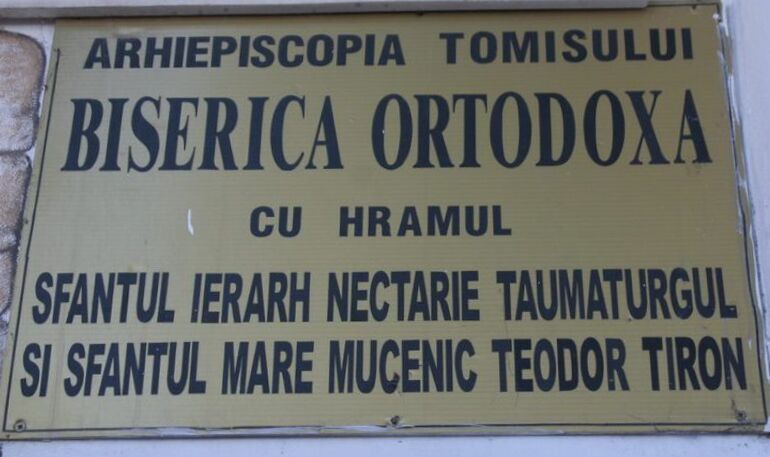 ARHIEPISCOPIA TOMISULUI
BISERICA ORTODOXA
CU HRAMUL
SFANTUL IERARH NECTARIE TAUMATURGUL
SI SFANTUL MARE MUCENIC TEODOR TIRON